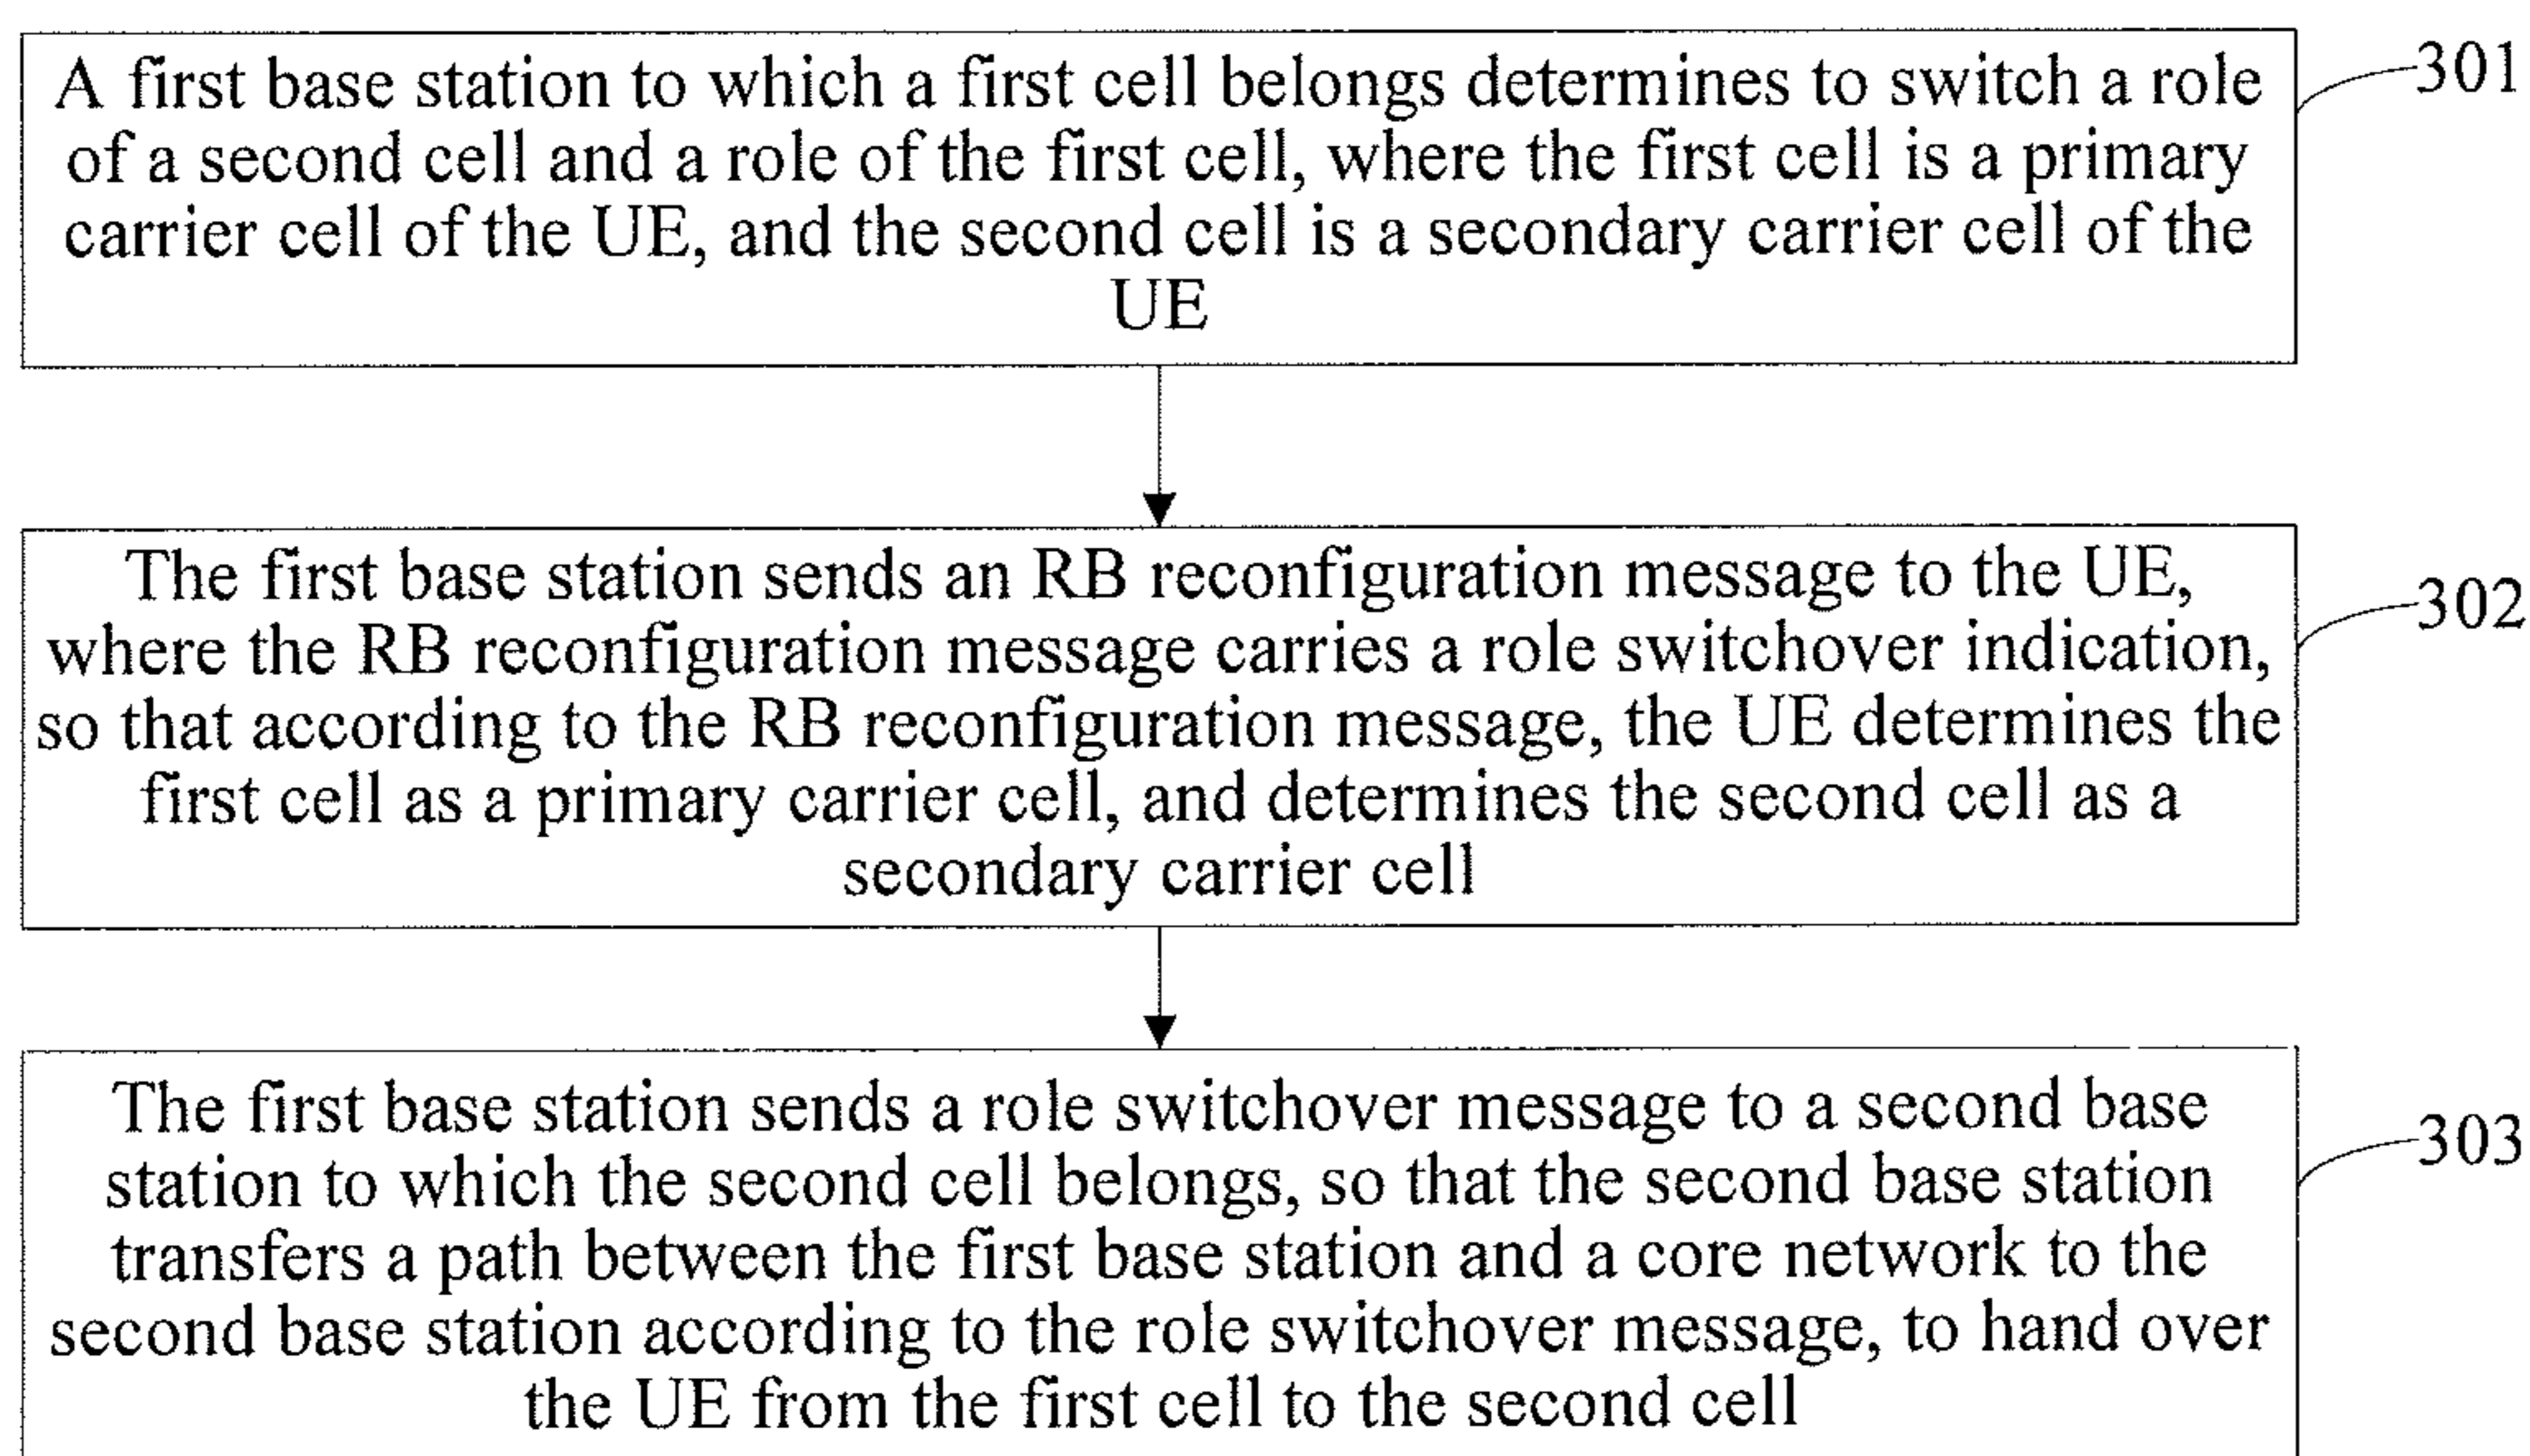 A first base station to which a first cell belongs determines to switch a role
of a second cell and a role of the first cell, where the first cell is a primary
carrier cell of the UE, and the second cell is a secondary carrier cell of the
UE
301
The first base station sends an RB reconfiguration message to the UE,
where the RB reconfiguration message carries a role switchover indication,
so that according to the RB reconfiguration message, the UE determines the
first cell as a primary carrier cell, and determines the second cell as a
secondary carrier cell
302
The first base station sends a role switchover message to a second base
station to which the second cell belongs, so that the second base station
transfers a path between the first base station and a core network to the
second base station according to the role switchover message, to hand over
the UE from the first cell to the second cell
303